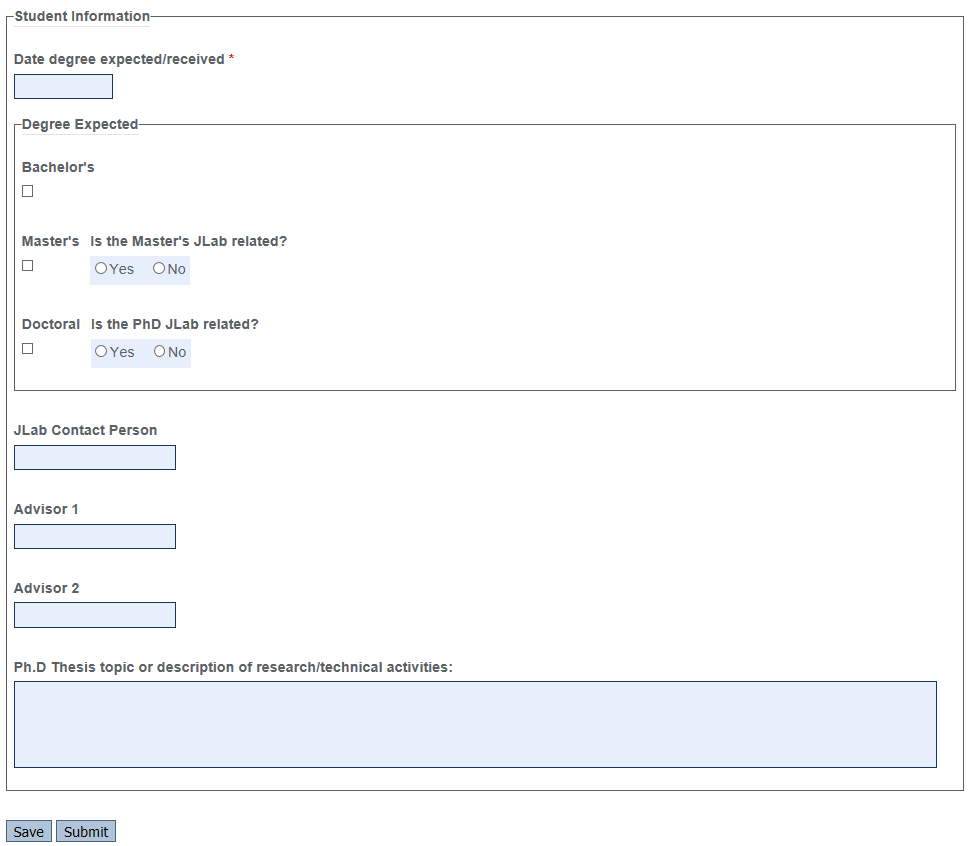 Student Information
Date degree expected/received *
Degree Expected
Bachelor's
Master's Is the Master's JLab related?
Yes No
Doctoral Is the PhD JLab related?
Yes No
JLab Contact Person
Advisor 1
Advisor 2
Ph.D Thesis topic or description of research/technical activities:
Save Submit